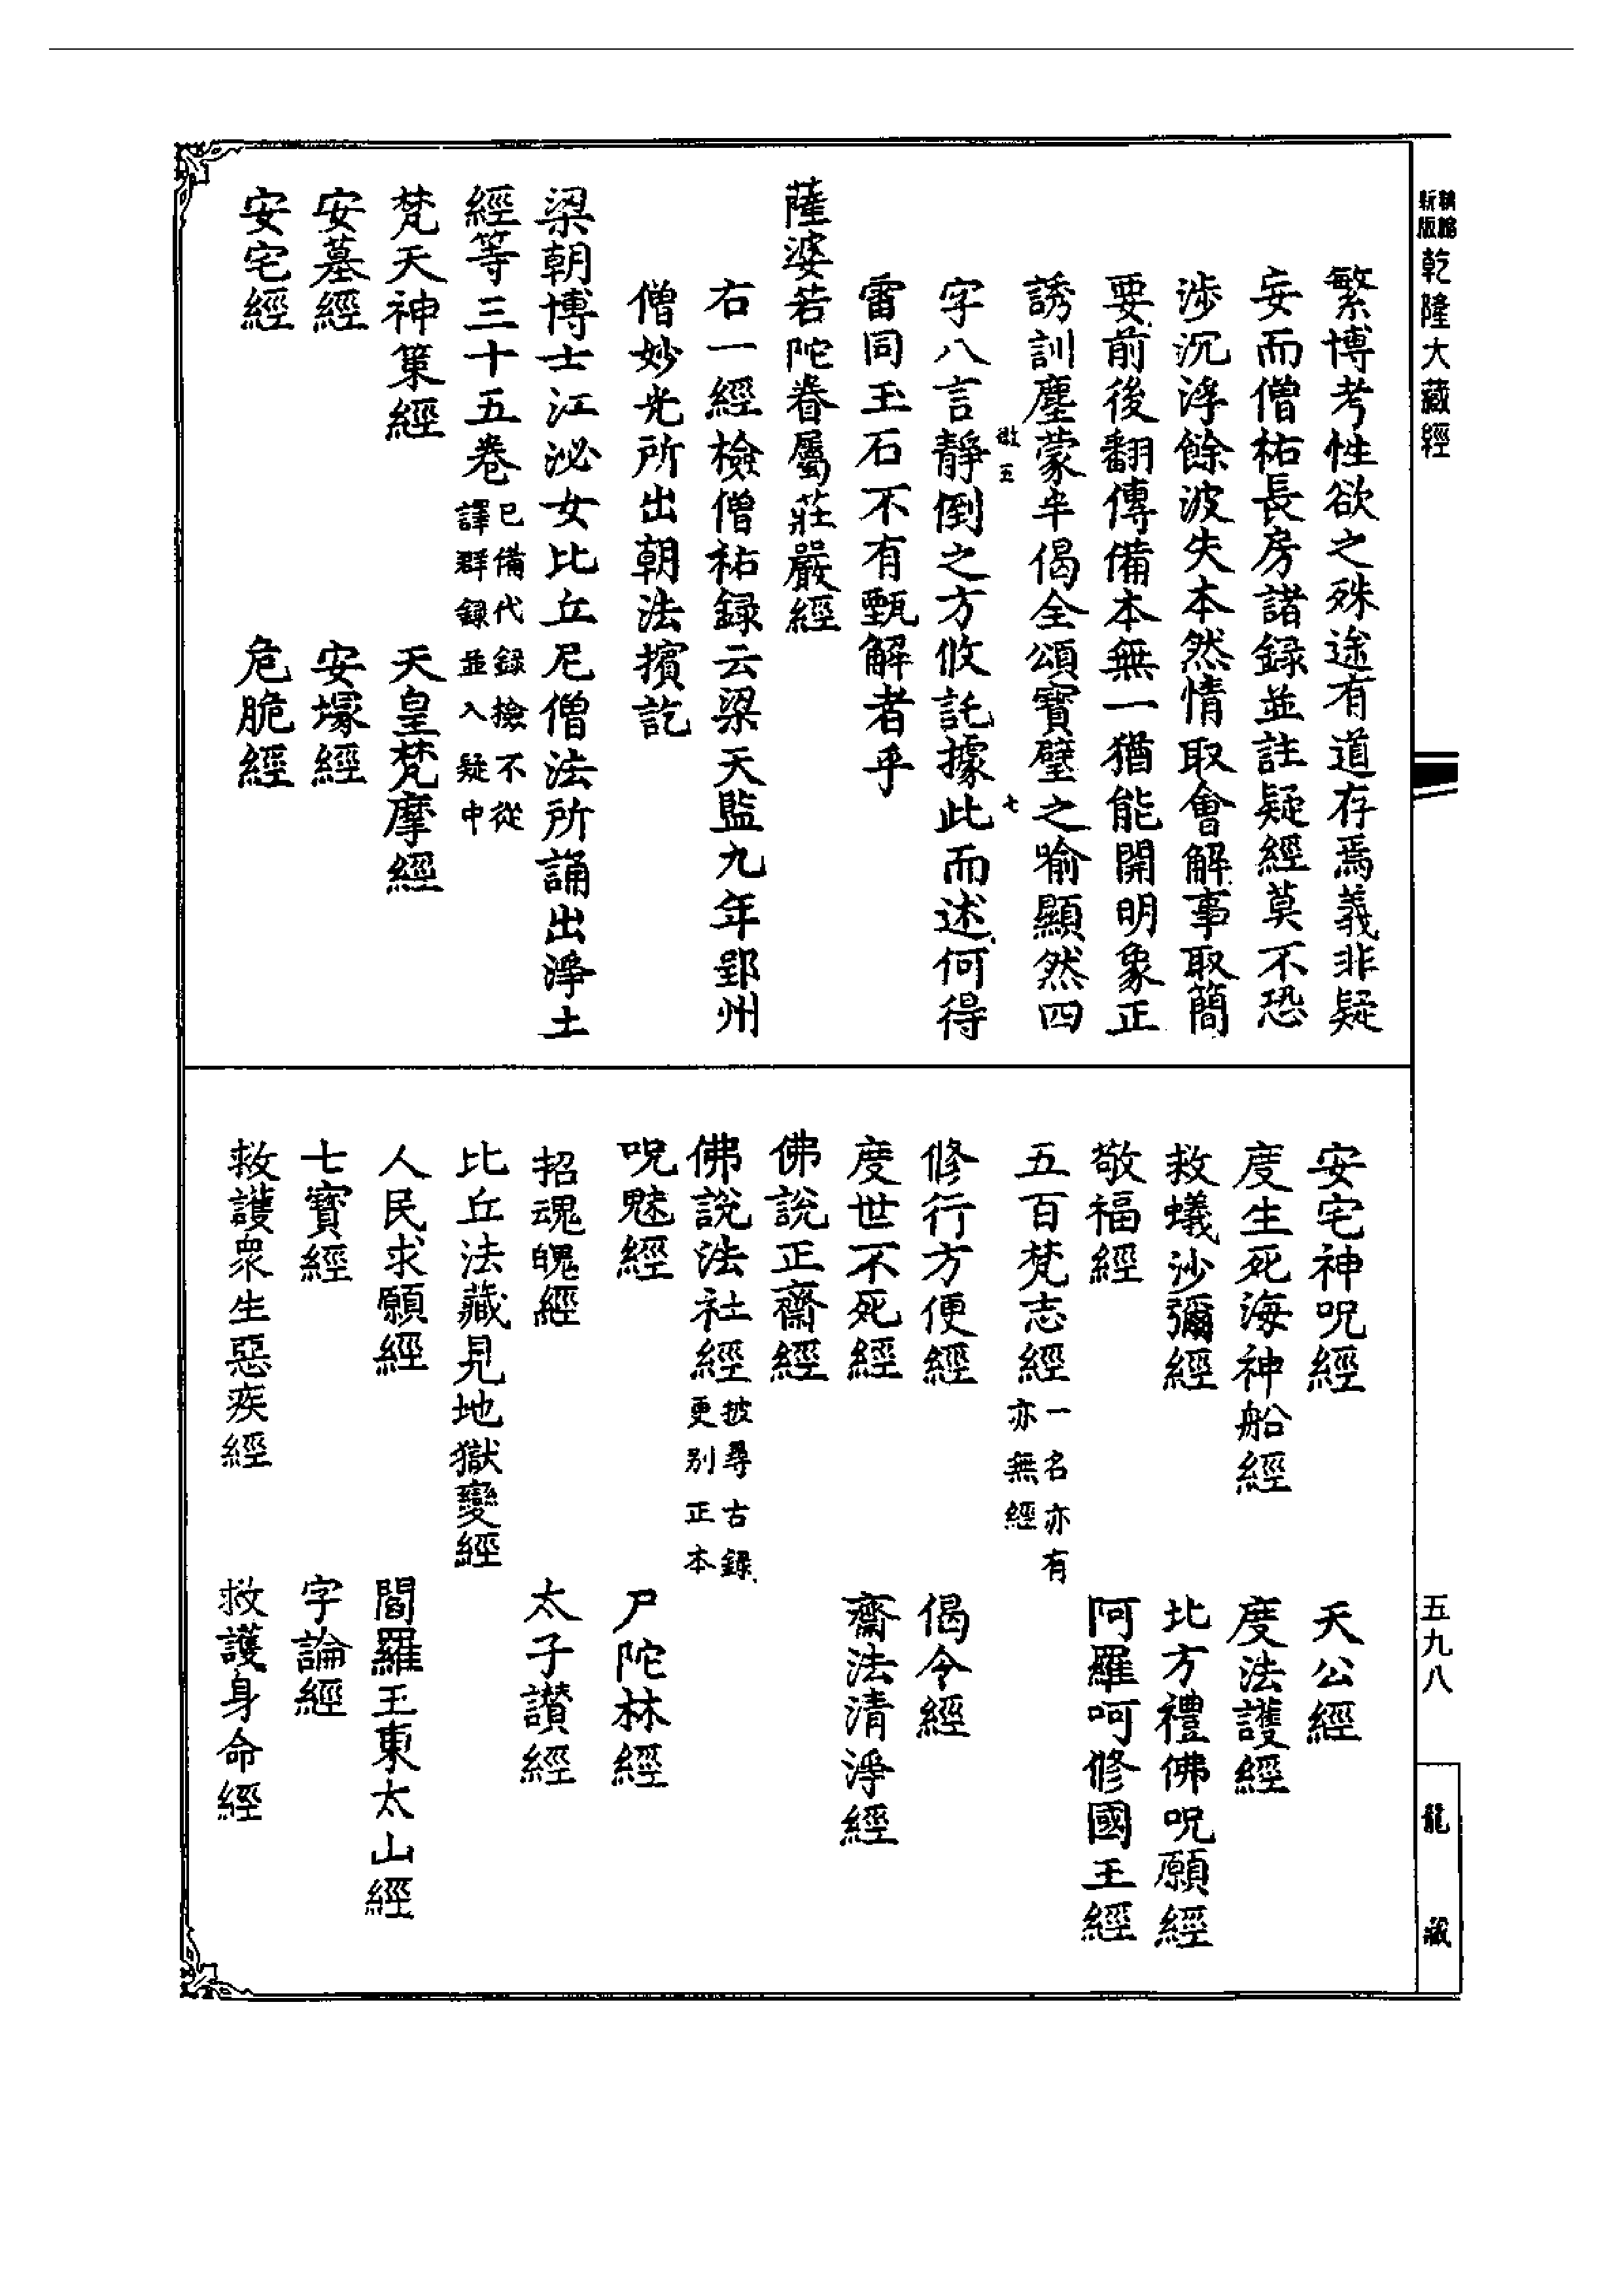 精縮
新版
乾隆大藏經
繁博考性欲之殊途有道存焉義非疑
妄而僧祐長房諸録並註疑經莫不恐
涉沉浮餘波失本然情取會解事取簡
要前後翻傳備本無一猶能開明象正
誘訓塵蒙半偈全頌寶璧之喻顯然四
五 七
字八言靜倒之方攸託據此而述何得
雷同玉石不有甄解者乎
薩婆若陀眷屬莊嚴經
右一經檢僧祐録云梁天監九年郢州
僧妙光所出朝法擯訖
梁朝博士江泌女比丘尼僧法所誦出淨土
經等三十五卷 已備代録檢不從
譯群録並入疑中
梵天神策經 天皇梵摩經
安墓經 安塚經
安宅經 危脆經
安宅神呪經 天公經
度生死海神船經 度法護經
救蟻沙彌經 北方禮佛呪願經
敬福經 阿羅呵修國王經
五百梵志經 一名亦有
亦無經
修行方便經 偈令經
度世不死經 齋法清淨經
佛說正齋經
佛說法社經 披尋古録
更别正本
呪魅經 尸陀林經
招魂魄經 太子讃經
比丘法藏見地獄變經
人民求願經 閻羅王東太山經
七寶經 字論經
救護衆生惡疾經 救護身命經
五九八
龍藏